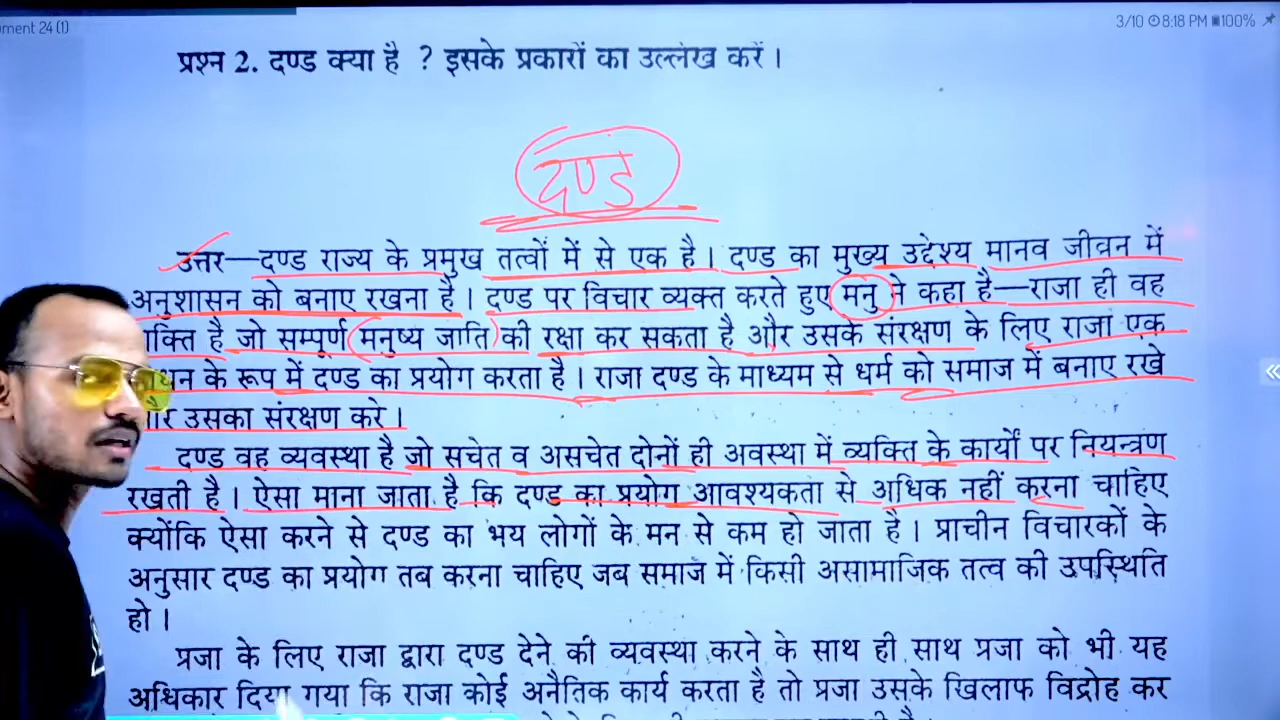 ment 24 (1)
3/10 8:18 PM 100%
प्रश्न 2. दण्ड क्या है ? इसके प्रकारों का उल्लेख करें ।
दण्ड
उत्तर—दण्ड राज्य के प्रमुख तत्वों में से एक है । दण्ड का मुख्य उद्देश्य मानव जीवन में
अनुशासन को बनाए रखना है । दण्ड पर विचार व्यक्त करते हुए मनु ने कहा है—राजा ही वह
है जो सम्पूर्ण मनुष्य जाति की रक्षा कर सकता है और उसके संरक्षण के लिए राजा एक
के रूप में दण्ड का प्रयोग करता है । राजा दण्ड के माध्यम से धर्म को समाज में बनाए रखे
उसका संरक्षण करे ।
दण्ड वह व्यवस्था है जो सचेत व असचेत दोनों ही अवस्था में व्यक्ति के कार्यों पर नियन्त्रण
रखती है । ऐसा माना जाता है कि दण्ड का प्रयोग आवश्यकता से अधिक नहीं करना चाहिए
क्योंकि ऐसा करने से दण्ड का भय लोगों के मन से कम हो जाता है । प्राचीन विचारकों के
अनुसार दण्ड का प्रयोग तब करना चाहिए जब समाज में किसी असामाजिक तत्व की उपस्थिति
हो ।
प्रजा के लिए राजा द्वारा दण्ड देने की व्यवस्था करने के साथ ही साथ प्रजा को भी यह
अधिकार दिया गया कि राजा कोई अनैतिक कार्य करता है तो प्रजा उसके खिलाफ विद्रोह कर